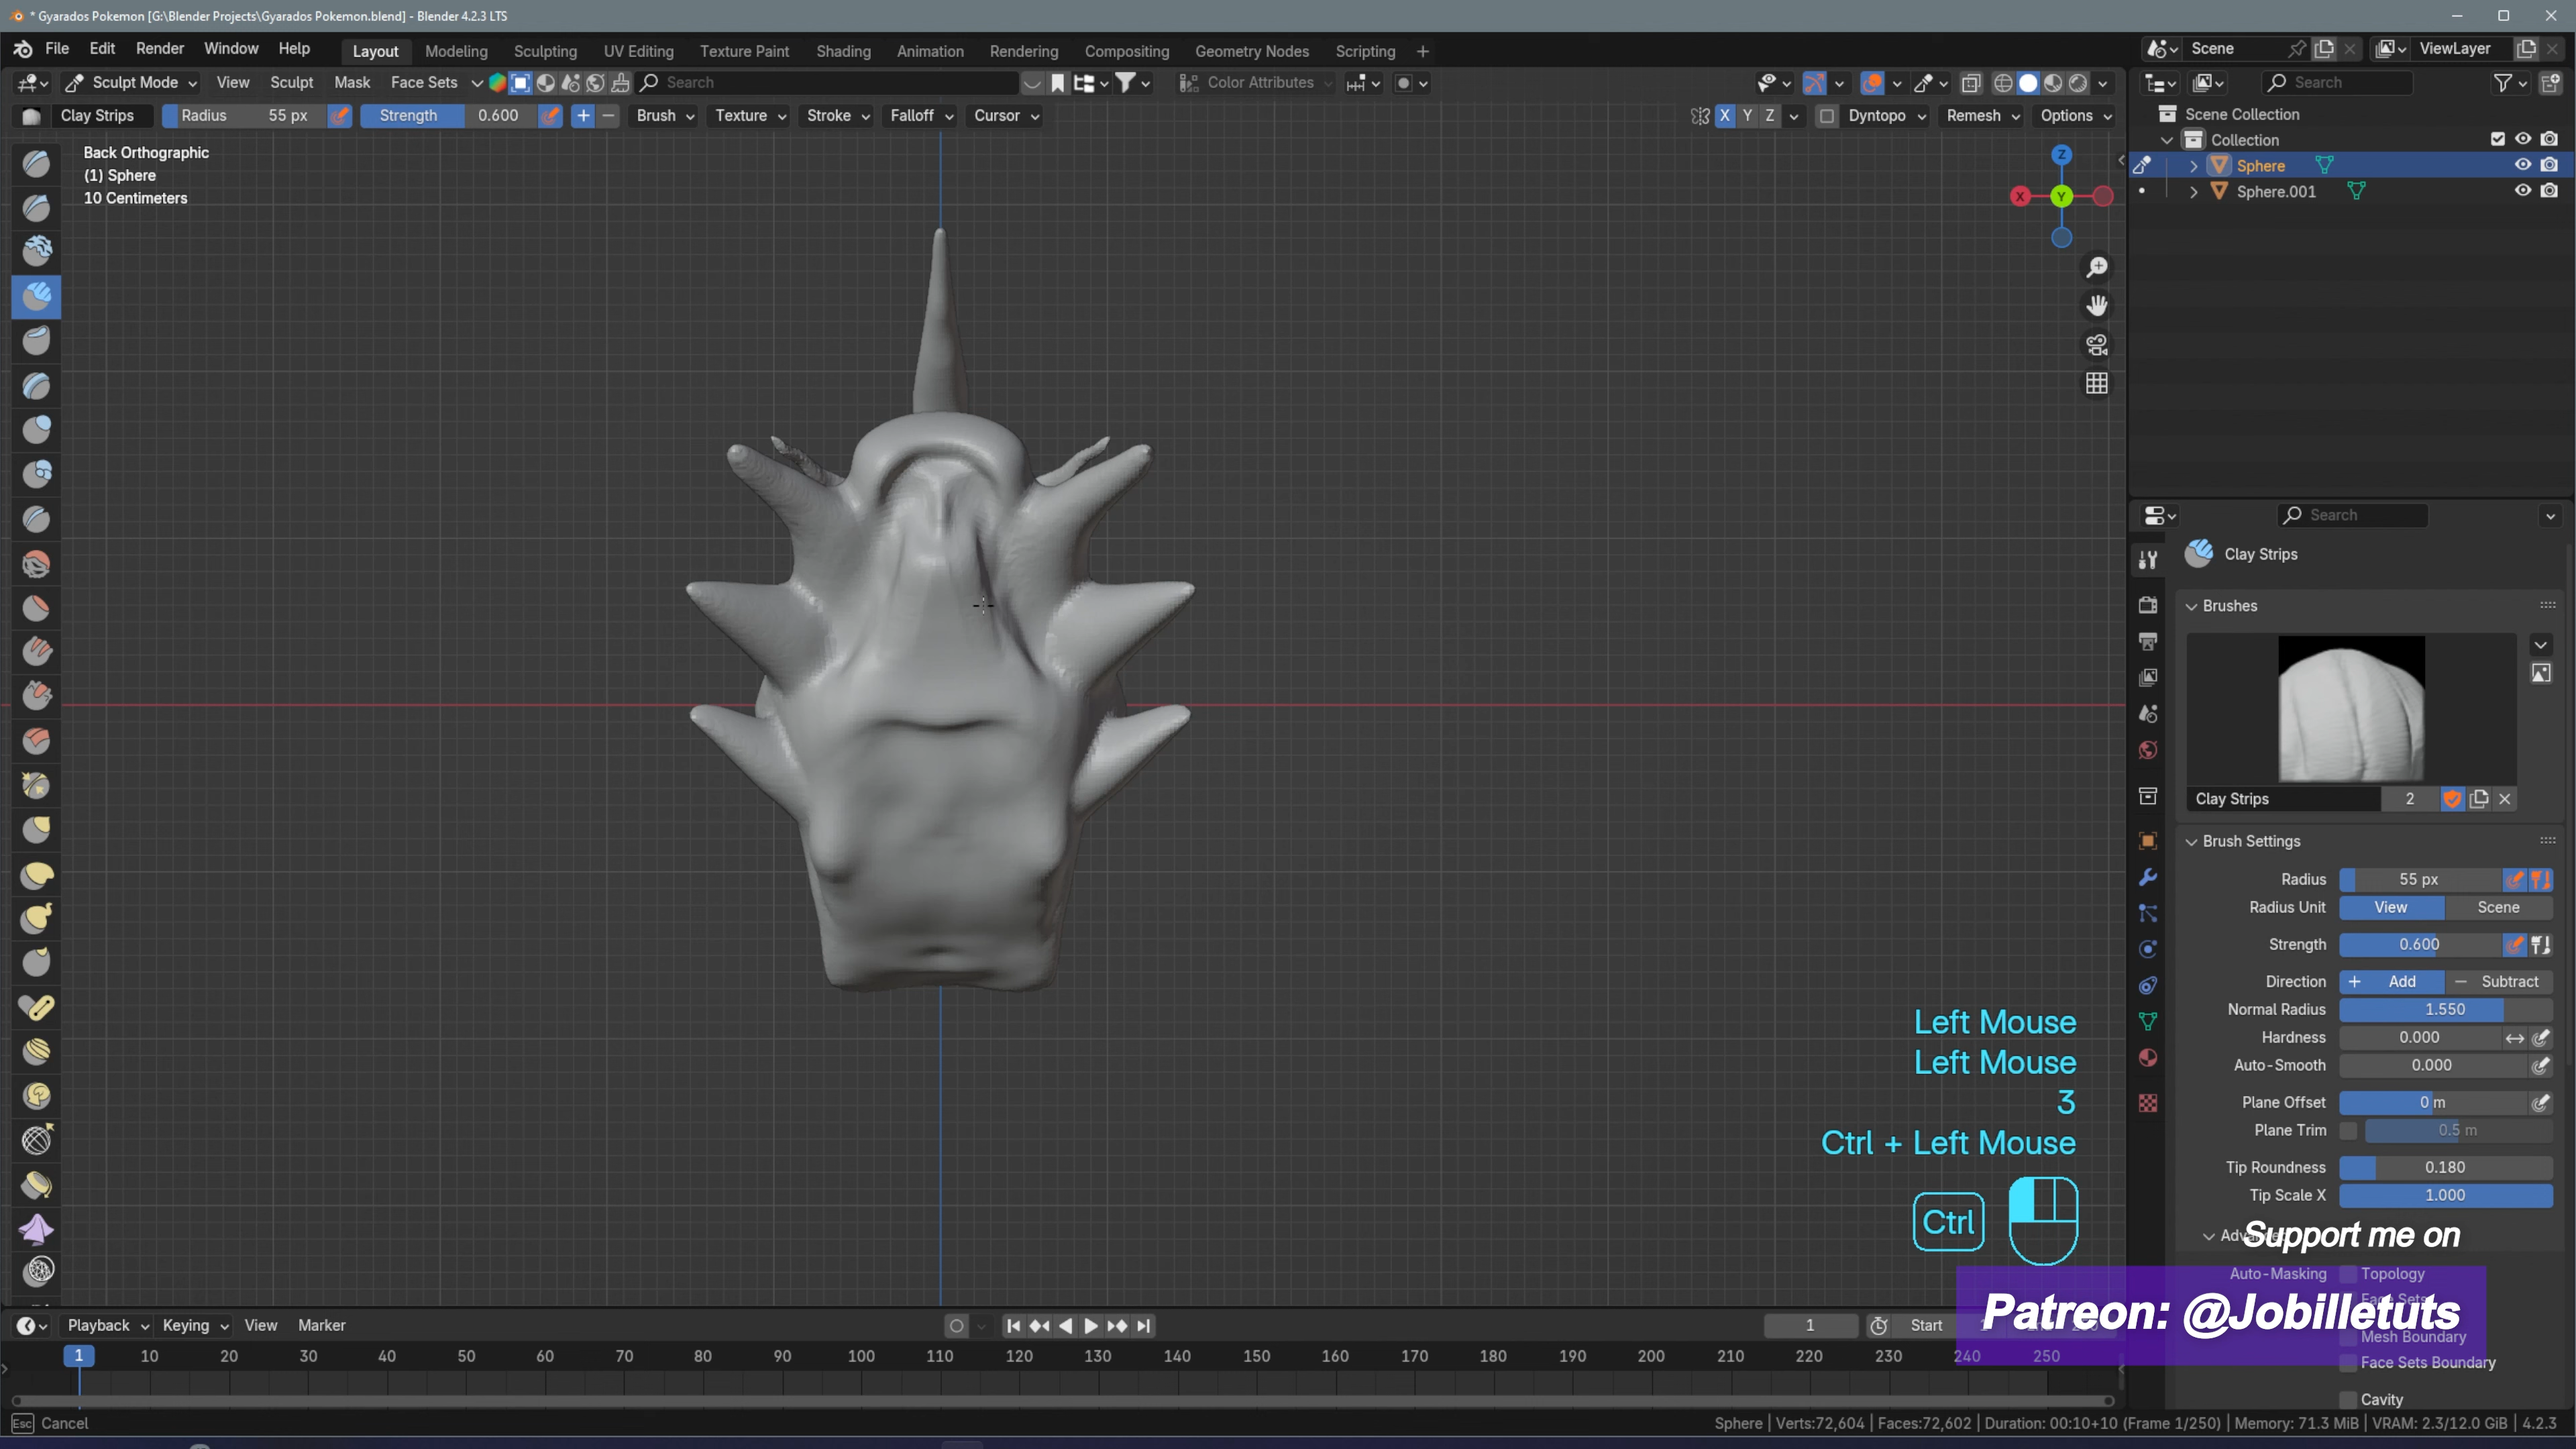 * Gyarados Pokemon [G:\Blender Projects\Gyarados Pokemon.blend] - Blender 4.2.3 LTS
File Edit Render Window Help Layout Modeling Sculpting UV Editing Texture Paint Shading Animation Rendering Compositing Geometry Nodes Scripting + Scene ViewLayer
Sculpt Mode View Sculpt Mask Face Sets Search Color Attributes Search
Clay Strips Radius 55 px Strength 0.600 Brush Texture Stroke Falloff Cursor X Y Z Dyntopo Remesh Options
Back Orthographic
(1) Sphere
10 Centimeters
Z
X
Y
Scene Collection
Collection
Sphere
Sphere.001
Search
Clay Strips
Brushes
Clay Strips 2
Brush Settings
Radius 55 px
Radius Unit View Scene
Strength 0.600
Direction + Add − Subtract
Normal Radius 1.550
Hardness 0.000
Auto-Smooth 0.000
Plane Offset 0 m
Plane Trim 0.5 m
Tip Roundness 0.180
Tip Scale X 1.000
Left Mouse
Left Mouse
3
Ctrl + Left Mouse
Ctrl
Support me on
Patreon: @Jobilletuts
Auto-Masking Topology
Mesh Boundary
Face Sets Boundary
Cavity
Playback Keying View Marker 1 Start
1 10 20 30 40 50 60 70 80 90 100 110 120 130 140 150 160 170 180 190 200 210 220 230 240 250
Esc Cancel
Sphere | Verts:72,604 | Faces:72,602 | Duration: 00:10+10 (Frame 1/250) | Memory: 71.3 MiB | VRAM: 2.3/12.0 GiB | 4.2.3